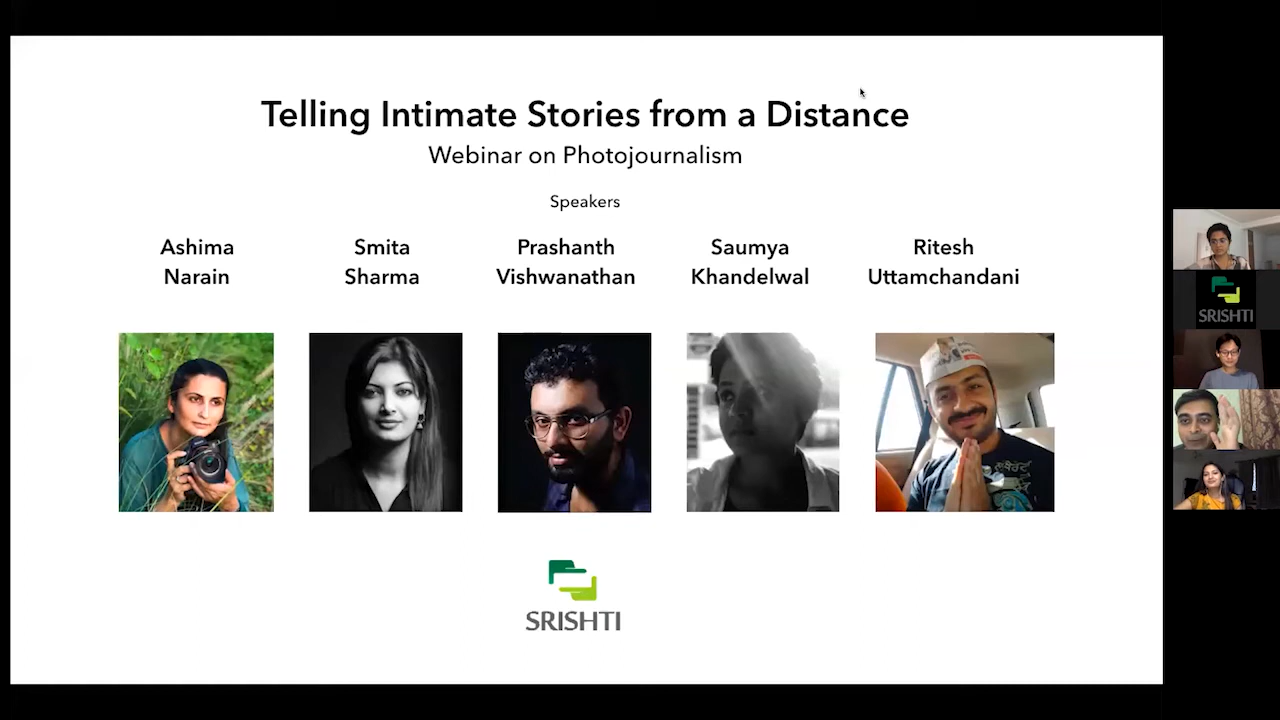 Telling Intimate Stories from a Distance
Webinar on Photojournalism
Speakers
Ashima
Narain
Smita
Sharma
Prashanth
Vishwanathan
Saumya
Khandelwal
Ritesh
Uttamchandani
SRISHTI
SRISHTI